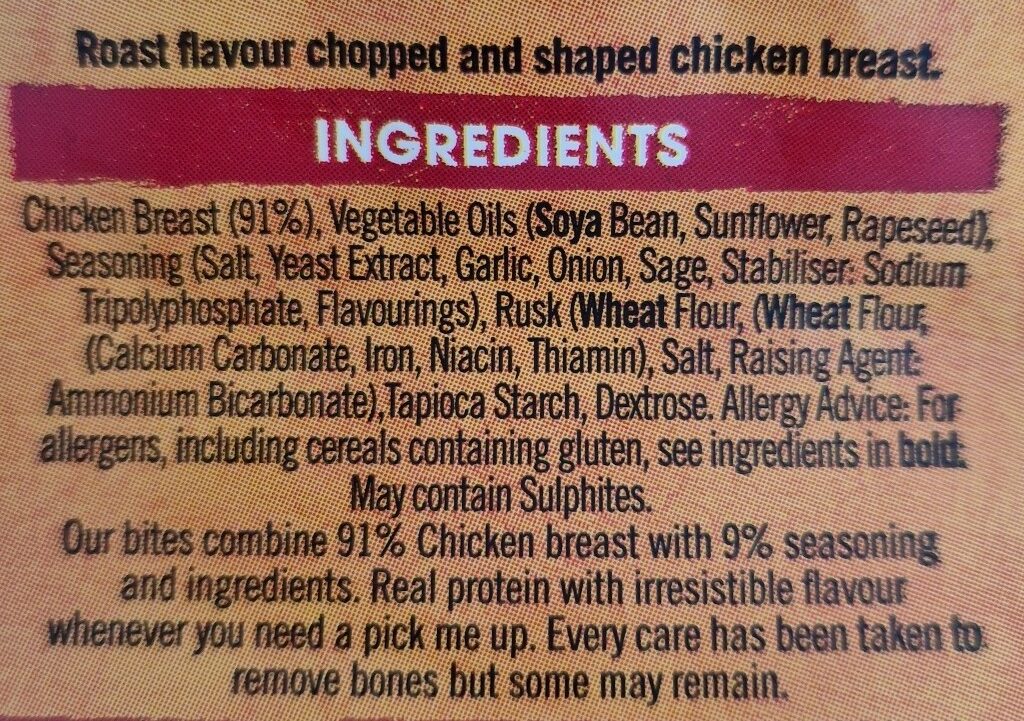 Roast flavour chopped and shaped chicken breast.
INGREDIENTS
Chicken Breast (91%), Vegetable Oils (Soya Bean, Sunflower, Rapeseed),
Seasoning (Salt, Yeast Extract, Garlic, Onion, Sage, Stabiliser: Sodium
Tripolyphosphate, Flavourings), Rusk (Wheat Flour, (Wheat Flour,
(Calcium Carbonate, Iron, Niacin, Thiamin), Salt, Raising Agent:
Ammonium Bicarbonate),Tapioca Starch, Dextrose. Allergy Advice: For
allergens, including cereals containing gluten, see ingredients in bold.
May contain Sulphites.
Our bites combine 91% Chicken breast with 9% seasoning
and ingredients. Real protein with irresistible flavour
whenever you need a pick me up. Every care has been taken to
remove bones but some may remain.